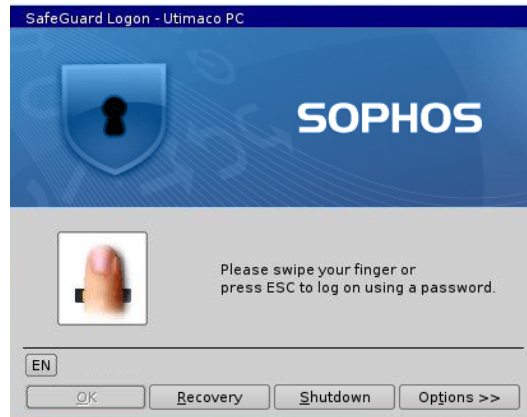 SafeGuard Logon - Utimaco PC
SOPHOS
Please swipe your finger or
press ESC to log on using a password.
EN
OK Recovery Shutdown Options >>